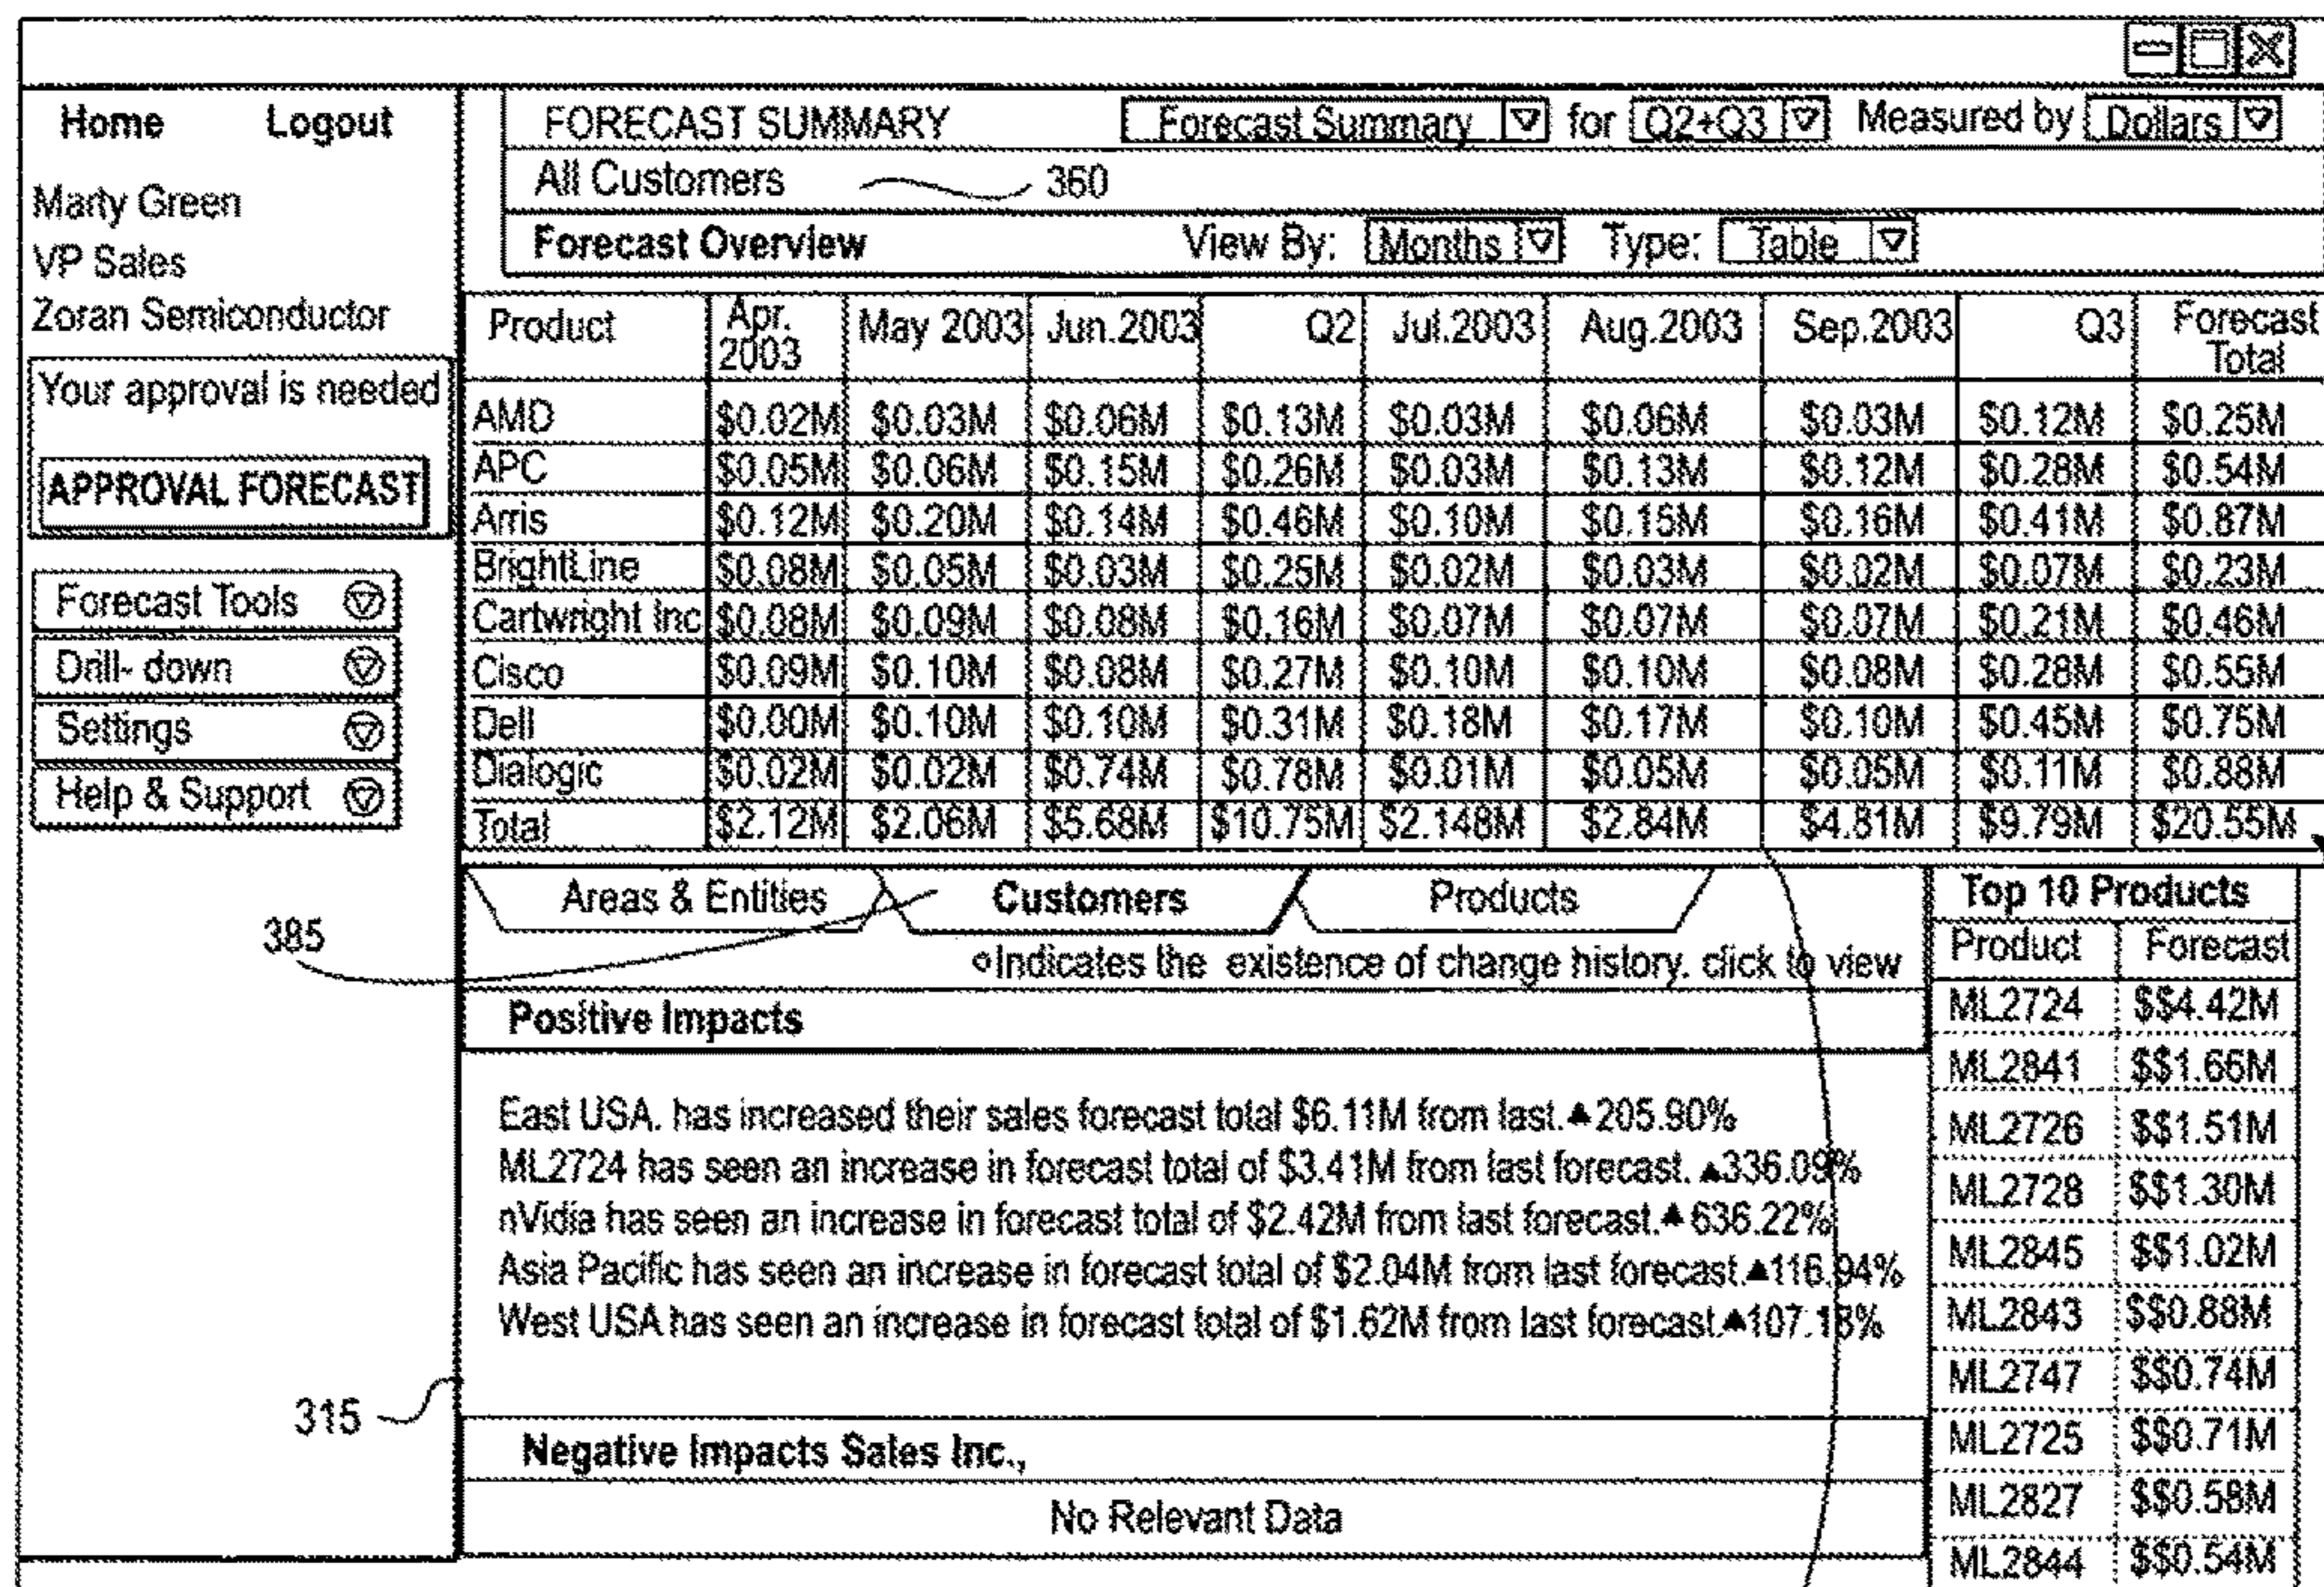 Home Logout
Marty Green
VP Sales
Zoran Semiconductor
Your approval is needed
APPROVAL FORECAST
Forecast Tools
Drill- down
Settings
Help & Support
FORECAST SUMMARY Forecast Summary for Q2+Q3 Measured by Dollars
All Customers 360
Forecast Overview View By: Months Type: Table
Product Apr. 2003 May 2003 Jun.2003 Q2 Jul.2003 Aug.2003 Sep.2003 Q3 Forecast Total
AMD $0.02M $0.03M $0.06M $0.13M $0.03M $0.06M $0.03M $0.12M $0.25M
APC $0.05M $0.06M $0.15M $0.26M $0.03M $0.13M $0.12M $0.28M $0.54M
Arris $0.12M $0.20M $0.14M $0.46M $0.10M $0.15M $0.16M $0.41M $0.87M
BrightLine $0.08M $0.05M $0.03M $0.25M $0.02M $0.03M $0.02M $0.07M $0.23M
Cartwright Inc $0.08M $0.09M $0.08M $0.16M $0.07M $0.07M $0.07M $0.21M $0.46M
Cisco $0.09M $0.10M $0.08M $0.27M $0.10M $0.10M $0.08M $0.28M $0.55M
Dell $0.00M $0.10M $0.10M $0.31M $0.18M $0.17M $0.10M $0.45M $0.75M
Dialogic $0.02M $0.02M $0.74M $0.78M $0.01M $0.05M $0.05M $0.11M $0.88M
Total $2.12M $2.06M $5.68M $10.75M $2.148M $2.84M $4.81M $9.79M $20.55M
385
315
Areas & Entities Customers Products
Indicates the existence of change history. click to view
Positive Impacts
East USA. has increased their sales forecast total $6.11M from last.▲205.90%
ML2724 has seen an increase in forecast total of $3.41M from last forecast. ▲336.09%
nVidia has seen an increase in forecast total of $2.42M from last forecast.▲636.22%
Asia Pacific has seen an increase in forecast total of $2.04M from last forecast.▲116.94%
West USA has seen an increase in forecast total of $1.62M from last forecast.▲107.18%
Negative Impacts Sales Inc.,
No Relevant Data
Top 10 Products
Product Forecast
ML2724 $$4.42M
ML2841 $$1.66M
ML2726 $$1.51M
ML2728 $$1.30M
ML2845 $$1.02M
ML2843 $$0.88M
ML2747 $$0.74M
ML2725 $$0.71M
ML2827 $$0.58M
ML2844 $$0.54M